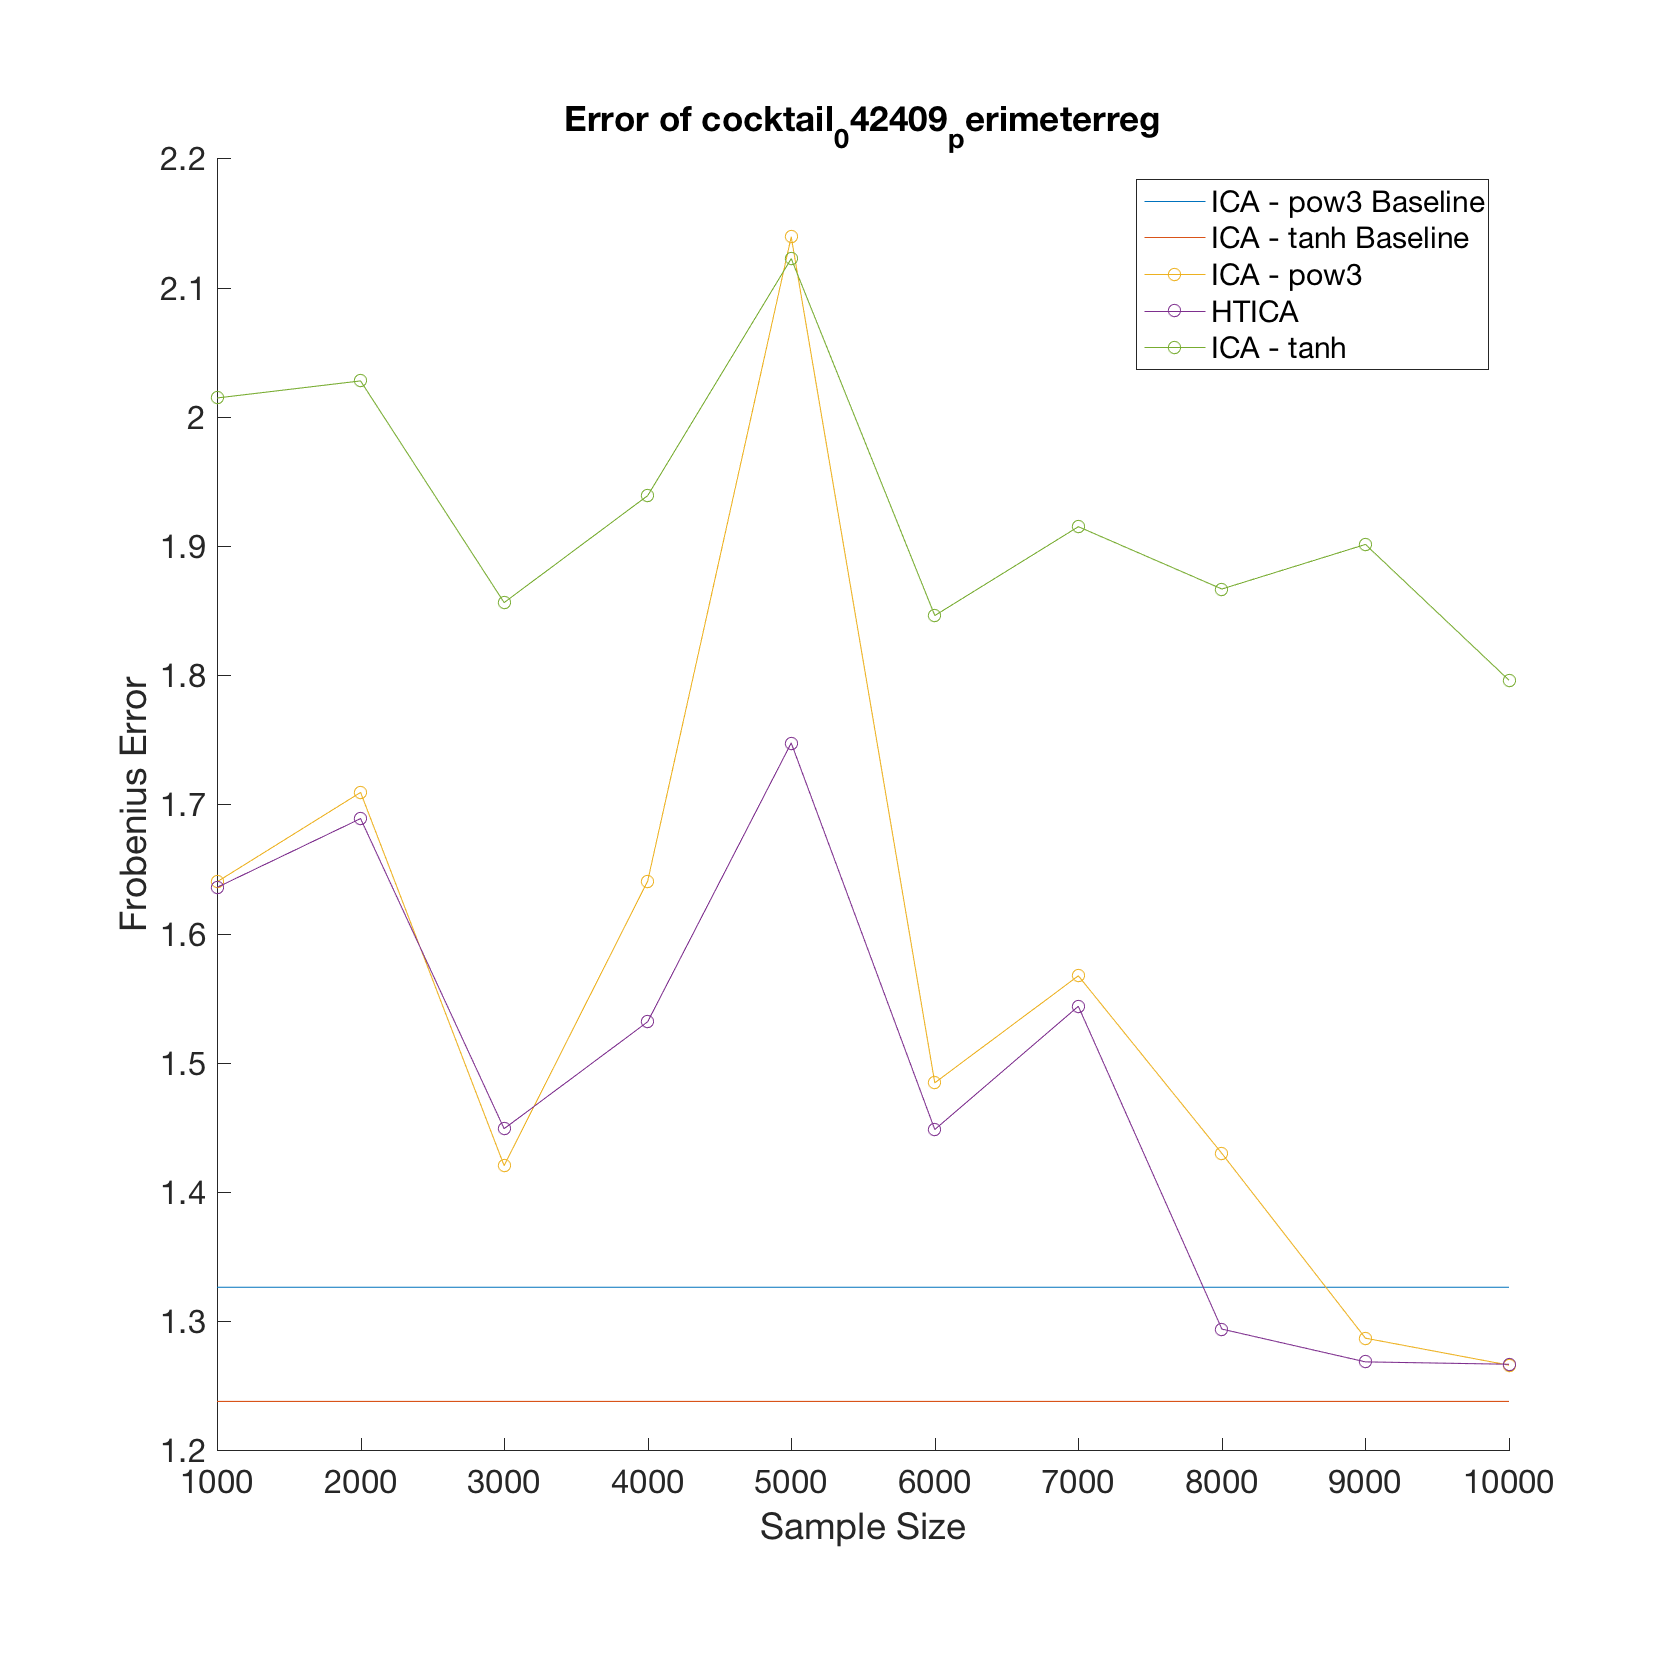 Error of cocktail_042409_perimeterreg
2.2
2.1
2
1.9
1.8
1.7
1.6
1.5
1.4
1.3
1.2
Frobenius Error
ICA - pow3 Baseline
ICA - tanh Baseline
ICA - pow3
HTICA
ICA - tanh
1000 2000 3000 4000 5000 6000 7000 8000 9000 10000
Sample Size